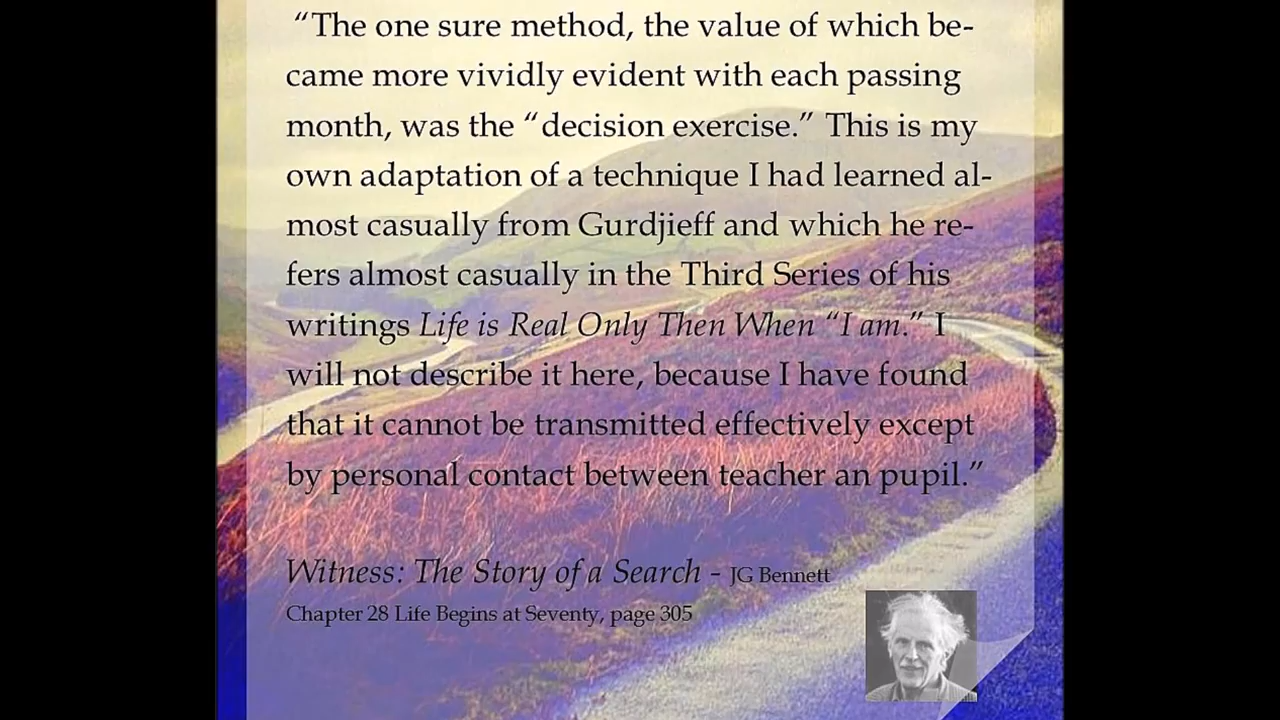 “The one sure method, the value of which be-
came more vividly evident with each passing
month, was the “decision exercise.” This is my
own adaptation of a technique I had learned al-
most casually from Gurdjieff and which he re-
fers almost casually in the Third Series of his
writings Life is Real Only Then When “I am.” I
will not describe it here, because I have found
that it cannot be transmitted effectively except
by personal contact between teacher an pupil.”
Witness: The Story of a Search - JG Bennett
Chapter 28 Life Begins at Seventy, page 305